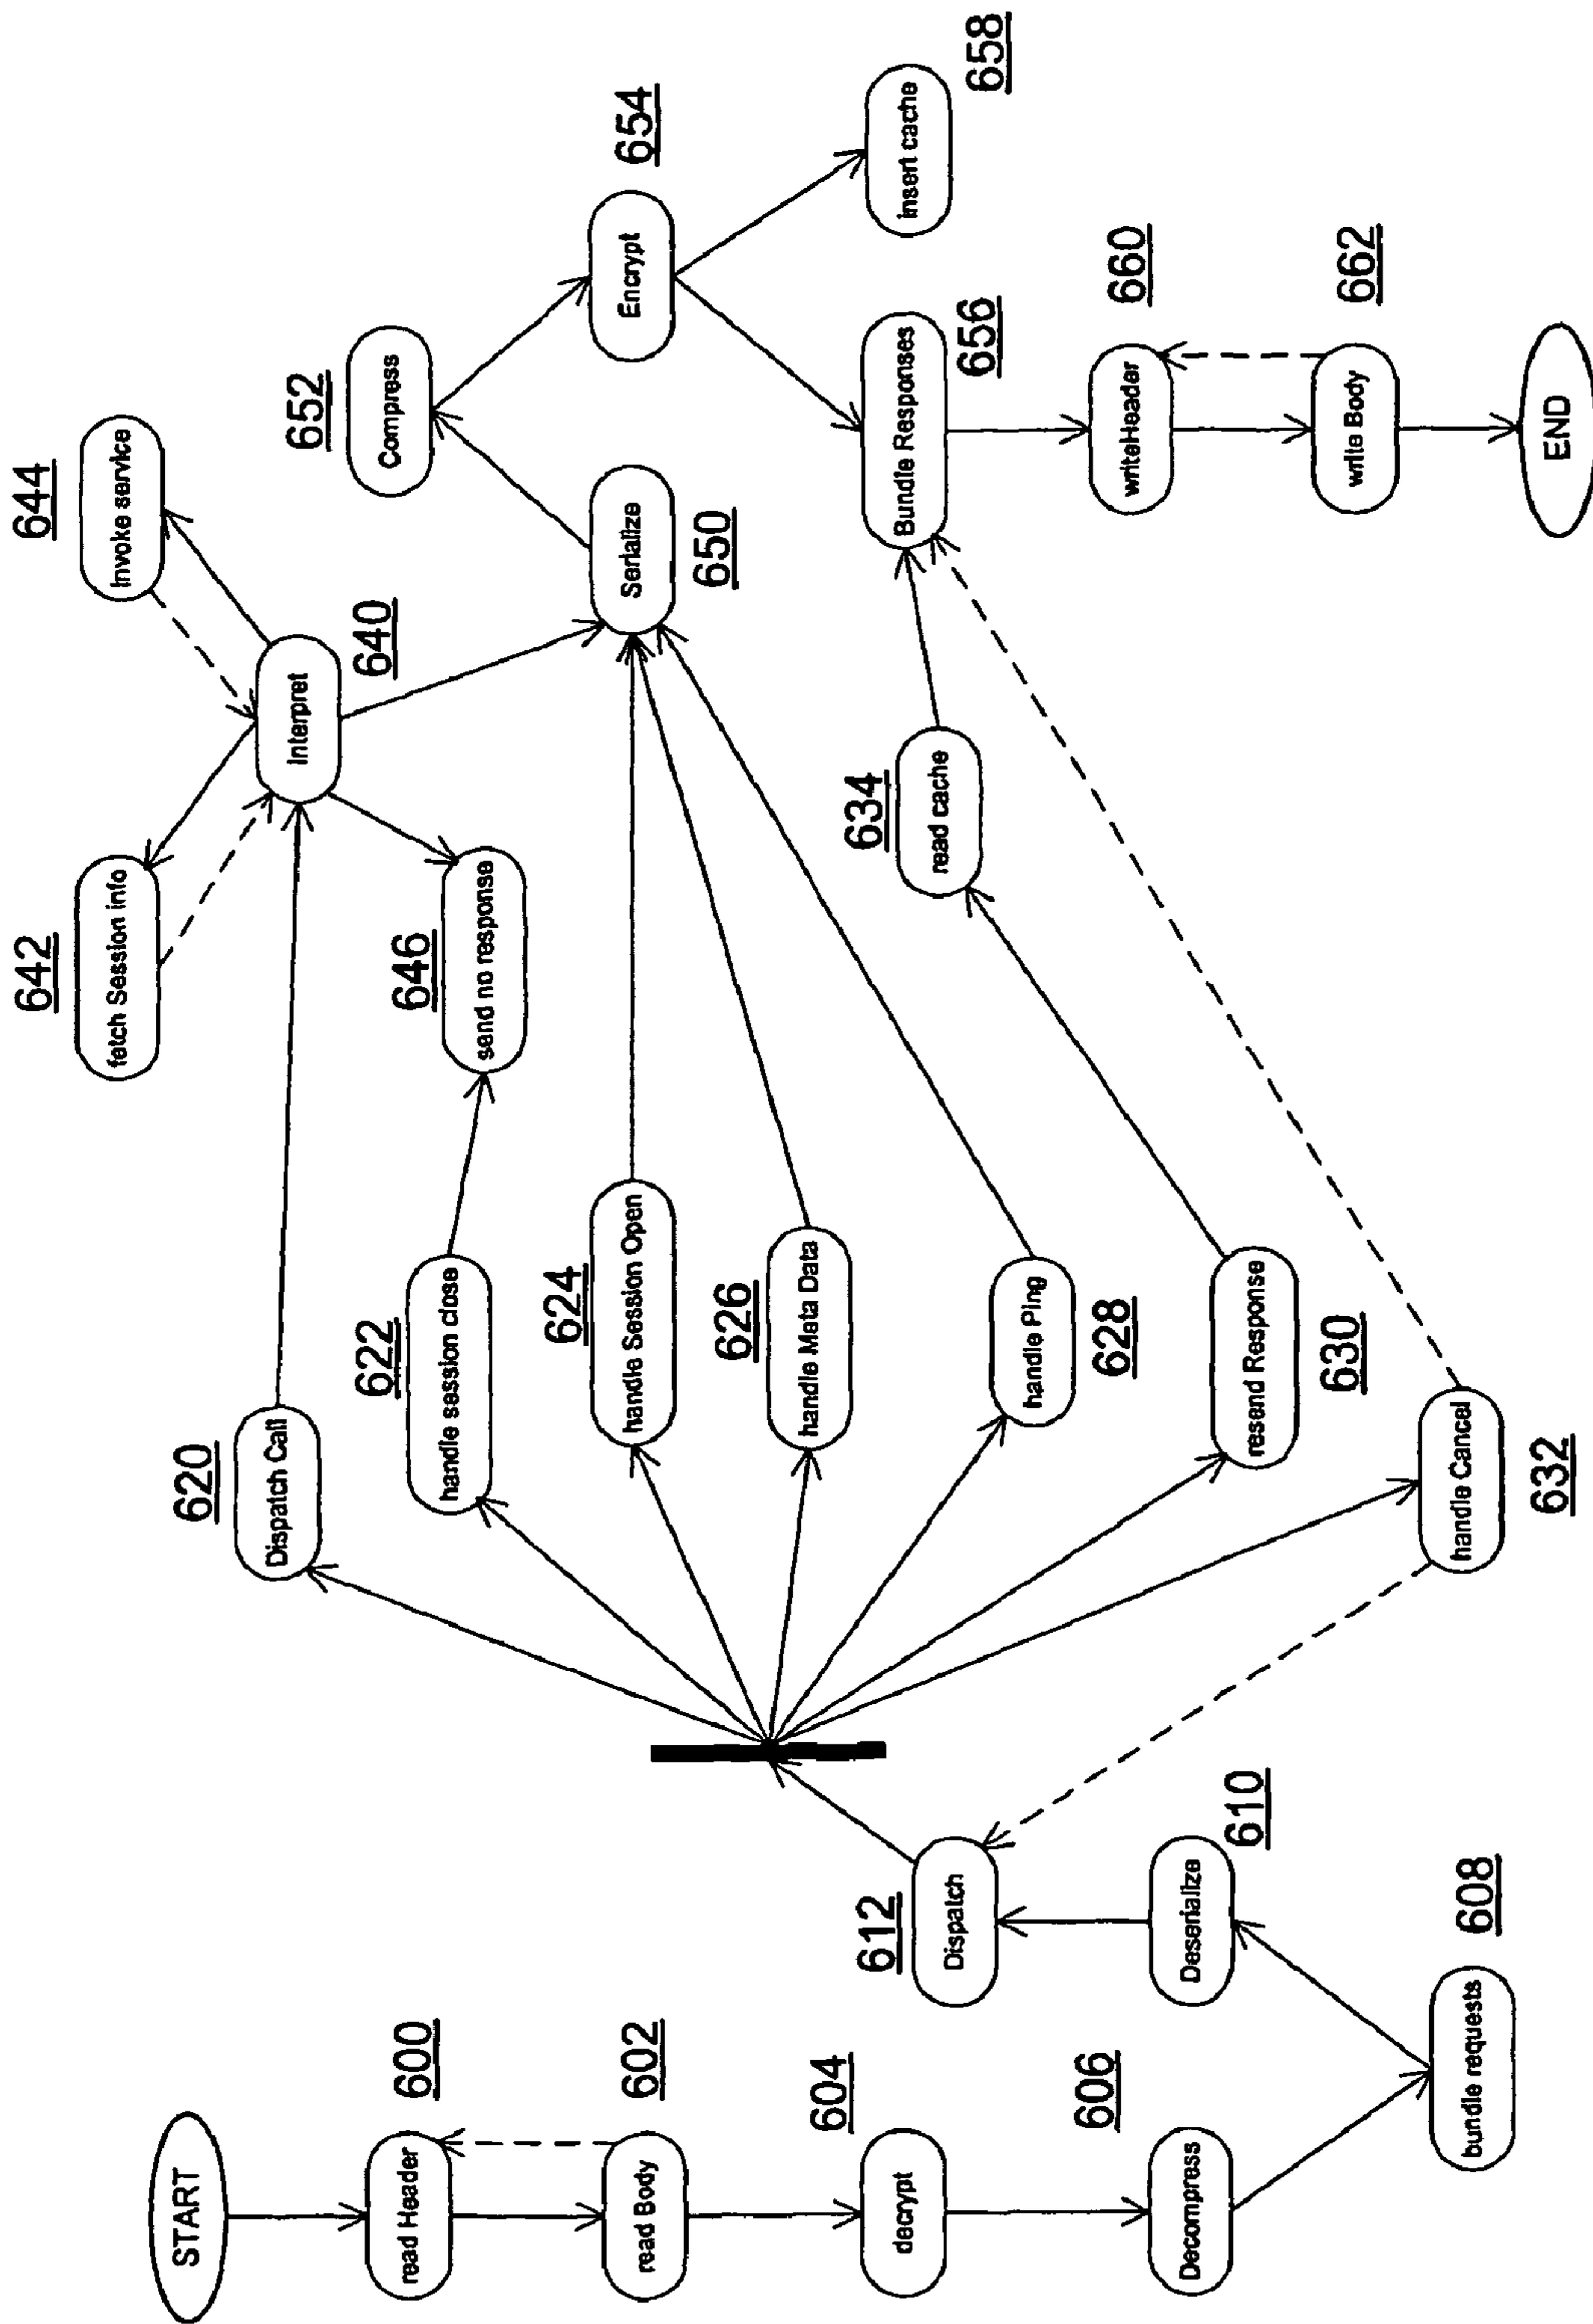 START
600
read Header
602
read Body
604
decrypt
606
Decompress
608
bundle requests
610
Deserialize
612
Dispatch
620
Dispatch Call
622
handle session close
624
handle Session Open
626
handle Meta Data
628
handle Ping
630
resend Response
632
handle Cancel
634
read cache
642
fetch Session info
644
Invoke service
640
Interpret
646
send no response
650
Serialize
652
Compress
654
Encrypt
656
Bundle Responses
658
insert cache
660
writeHeader
662
write Body
END